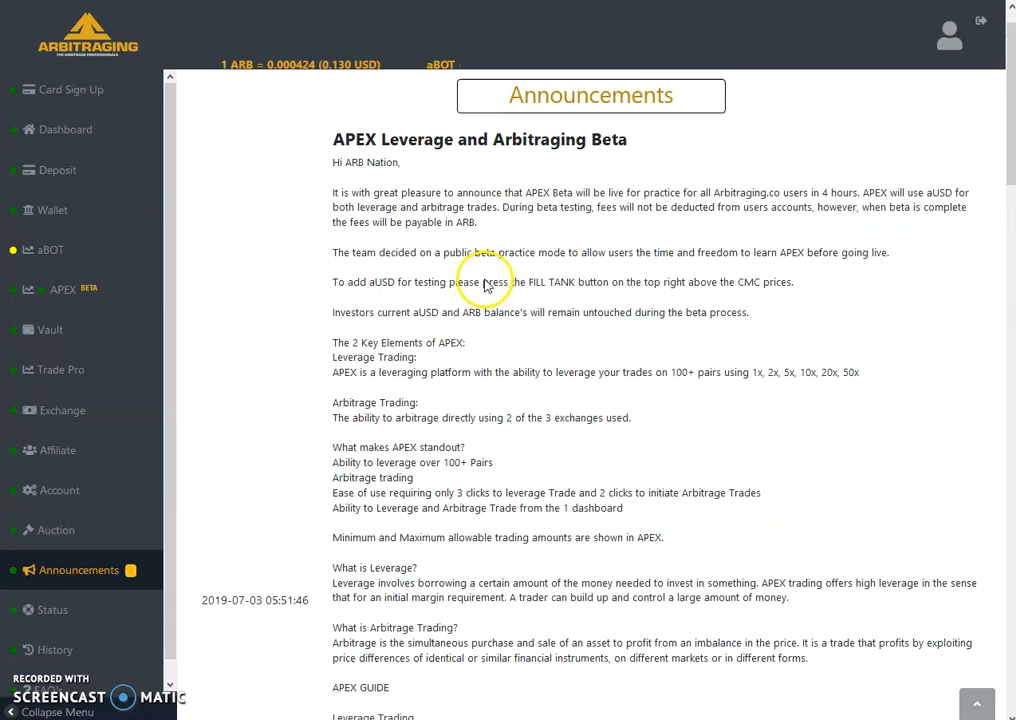 ARBITRAGING
THE ARBITRAGE PROFESSIONALS
1 ARB = 0.000424 (0.130 USD)
aBOT :
Card Sign Up
Dashboard
Deposit
Wallet
aBOT
APEX BETA
Vault
Trade Pro
Exchange
Affiliate
Account
Auction
Announcements
Status
History
FAQ's
Collapse Menu
RECORDED WITH
SCREENCAST MATIC
Announcements
APEX Leverage and Arbitraging Beta
Hi ARB Nation,
It is with great pleasure to announce that APEX Beta will be live for practice for all Arbitraging.co users in 4 hours. APEX will use aUSD for
both leverage and arbitrage trades. During beta testing, fees will not be deducted from users accounts, however, when beta is complete
the fees will be payable in ARB.
The team decided on a public beta practice mode to allow users the time and freedom to learn APEX before going live.
To add aUSD for testing please press the FILL TANK button on the top right above the CMC prices.
Investors current aUSD and ARB balance's will remain untouched during the beta process.
The 2 Key Elements of APEX:
Leverage Trading:
APEX is a leveraging platform with the ability to leverage your trades on 100+ pairs using 1x, 2x, 5x, 10x, 20x, 50x
Arbitrage Trading:
The ability to arbitrage directly using 2 of the 3 exchanges used.
What makes APEX standout?
Ability to leverage over 100+ Pairs
Arbitrage trading
Ease of use requiring only 3 clicks to leverage Trade and 2 clicks to initiate Arbitrage Trades
Ability to Leverage and Arbitrage Trade from the 1 dashboard
Minimum and Maximum allowable trading amounts are shown in APEX.
What is Leverage?
Leverage involves borrowing a certain amount of the money needed to invest in something. APEX trading offers high leverage in the sense
2019-07-03 05:51:46
that for an initial margin requirement. A trader can build up and control a large amount of money.
What is Arbitrage Trading?
Arbitrage is the simultaneous purchase and sale of an asset to profit from an imbalance in the price. It is a trade that profits by exploiting
price differences of identical or similar financial instruments, on different markets or in different forms.
APEX GUIDE
Leverage Trading